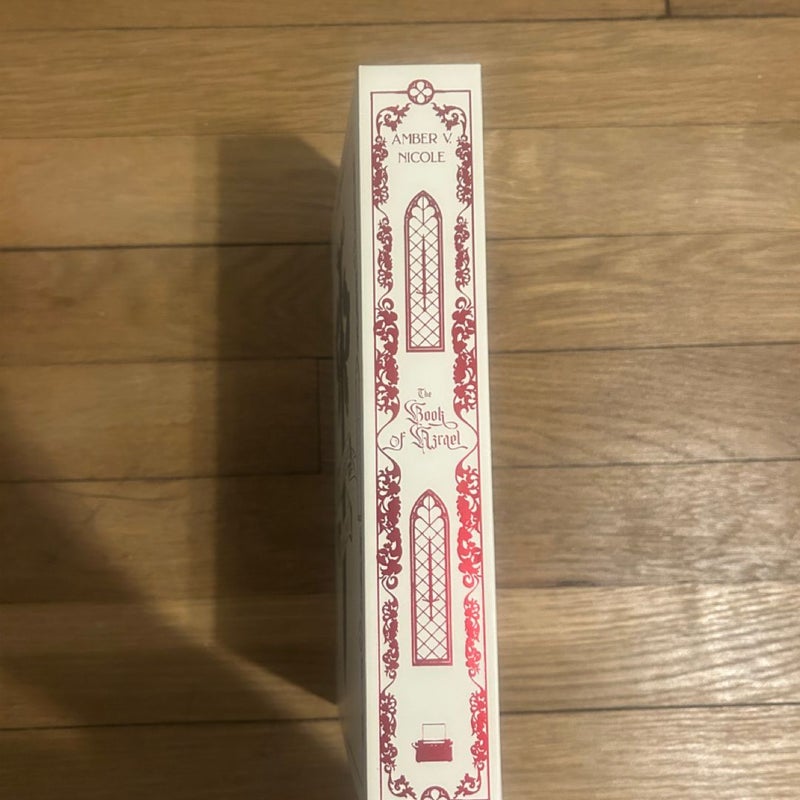 AMBER V.
NICOLE
The
Book
of Azrael